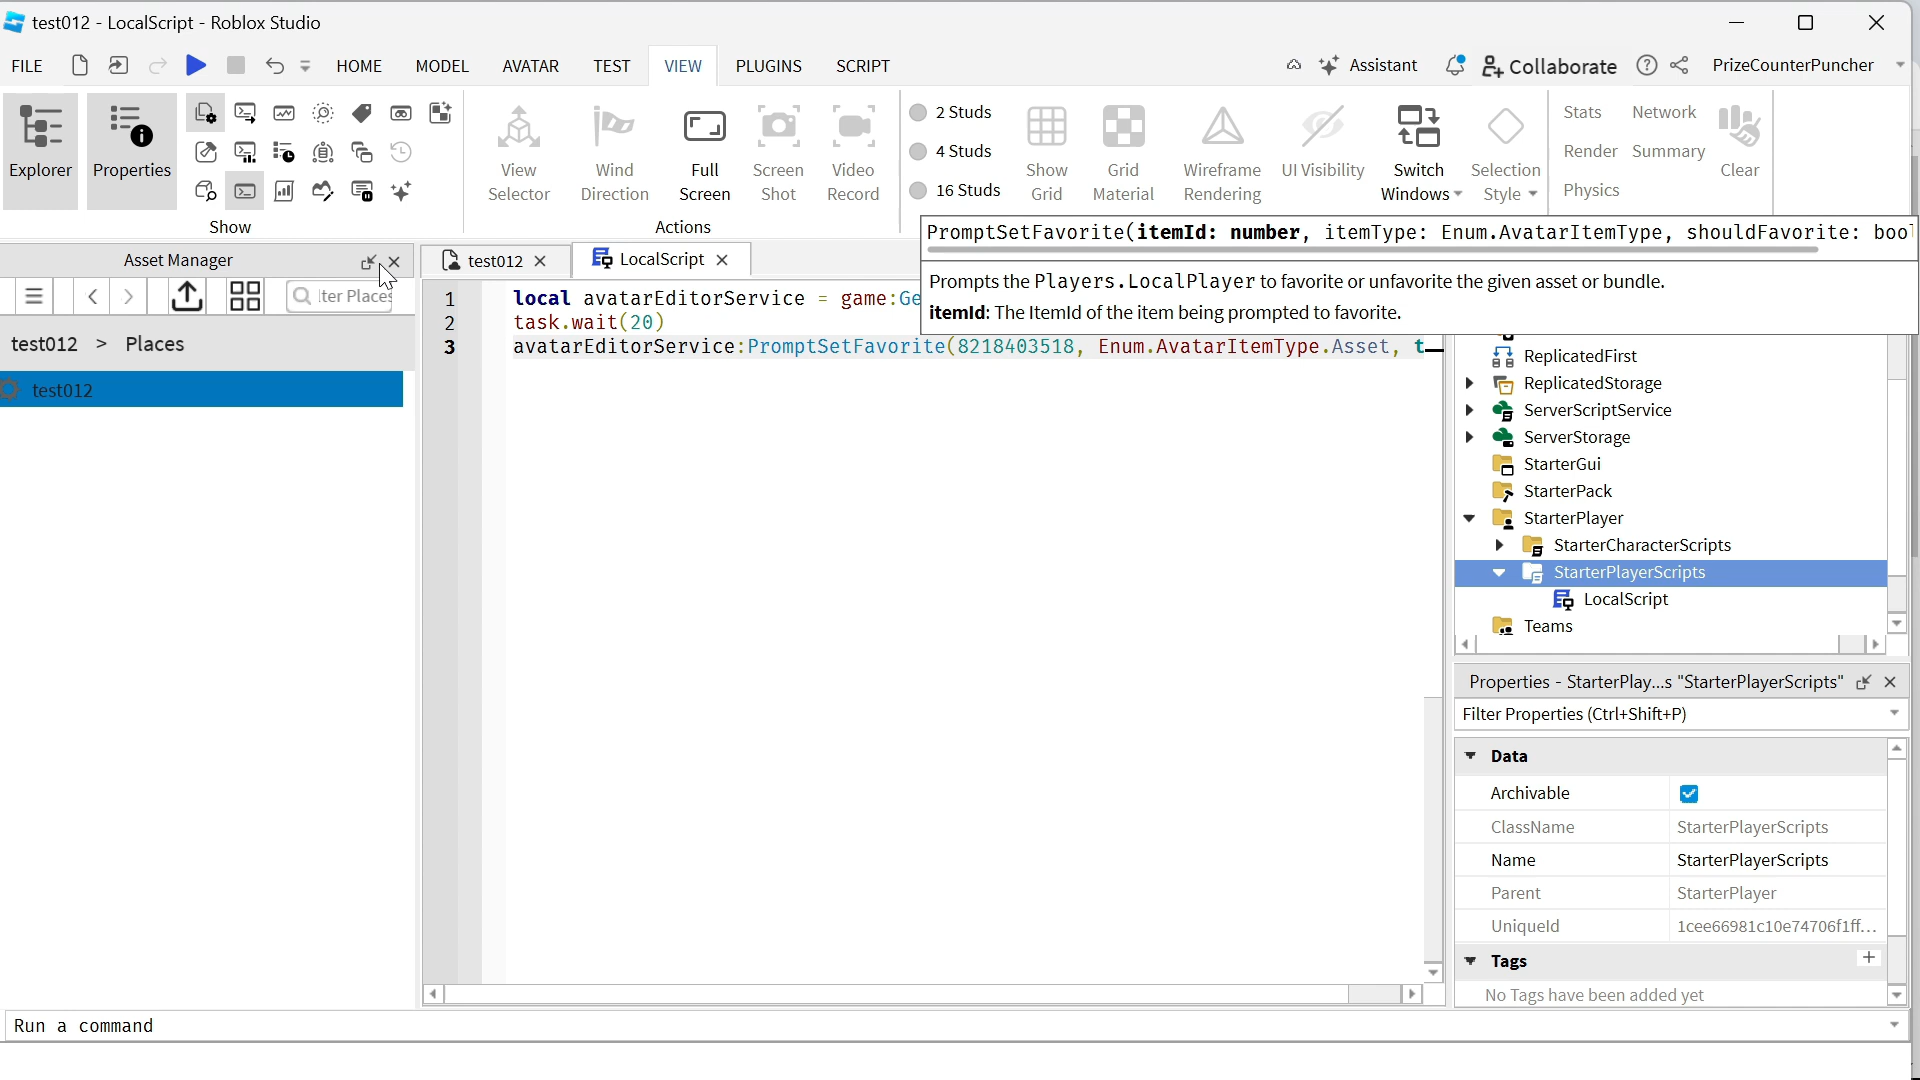 test012 - LocalScript - Roblox Studio
FILE HOME MODEL AVATAR TEST VIEW PLUGINS SCRIPT Assistant Collaborate PrizeCounterPuncher
Explorer
Properties
Show
View Selector
Wind Direction
Full Screen
Screen Shot
Video Record
Actions
2 Studs
4 Studs
16 Studs
Show Grid
Grid Material
Wireframe Rendering
UI Visibility
Switch Windows
Selection Style
Stats Network
Render Summary
Physics
Clear
PromptSetFavorite(itemId: number, itemType: Enum.AvatarItemType, shouldFavorite: bool
Prompts the Players.LocalPlayer to favorite or unfavorite the given asset or bundle.
itemId: The ItemId of the item being prompted to favorite.
Asset Manager
test012 LocalScript
lter Places
test012 > Places
test012
1 local avatarEditorService = game:Ge
2 task.wait(20)
3 avatarEditorService:PromptSetFavorite(8218403518, Enum.AvatarItemType.Asset, t
ReplicatedFirst
ReplicatedStorage
ServerScriptService
ServerStorage
StarterGui
StarterPack
StarterPlayer
StarterCharacterScripts
StarterPlayerScripts
LocalScript
Teams
Properties - StarterPlay...s "StarterPlayerScripts"
Filter Properties (Ctrl+Shift+P)
Data
Archivable
ClassName StarterPlayerScripts
Name StarterPlayerScripts
Parent StarterPlayer
UniqueId 1cee66981c10e74706f1ff...
Tags +
No Tags have been added yet
Run a command